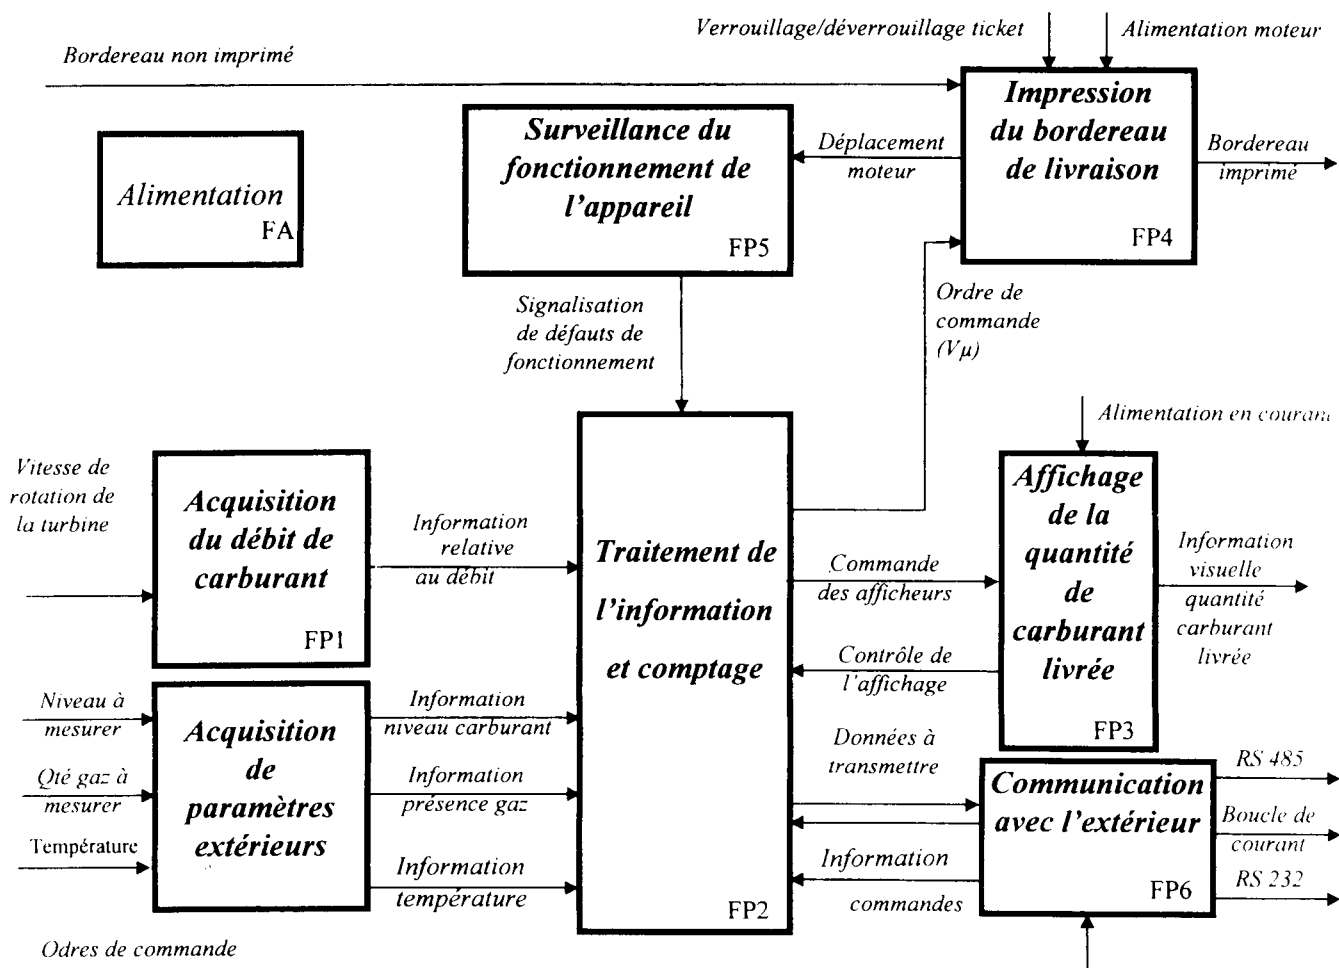 Verrouillage/déverrouillage ticket
Alimentation moteur
Bordereau non imprimé
Impression
du bordereau
de livraison
FP4
Surveillance du
fonctionnement de
l'appareil
FP5
Déplacement
moteur
Bordereau
imprimé
Alimentation
FA
Signalisation
de défauts de
fonctionnement
Ordre de
commande
(Vµ)
Alimentation en courant
Vitesse de
rotation de
la turbine
Acquisition
du débit de
carburant
FP1
Information
relative
au débit
Traitement de
l'information
et comptage
FP2
Commande
des afficheurs
Contrôle de
l'affichage
Affichage
de la
quantité
de
carburant
livrée
FP3
Information
visuelle
quantité
carburant
livrée
Niveau à
mesurer
Qté gaz à
mesurer
Température
Acquisition
de
paramètres
extérieurs
Information
niveau carburant
Information
présence gaz
Information
température
Données à
transmettre
Information
commandes
Communication
avec l'extérieur
FP6
RS 485
Boucle de
courant
RS 232
Odres de commande